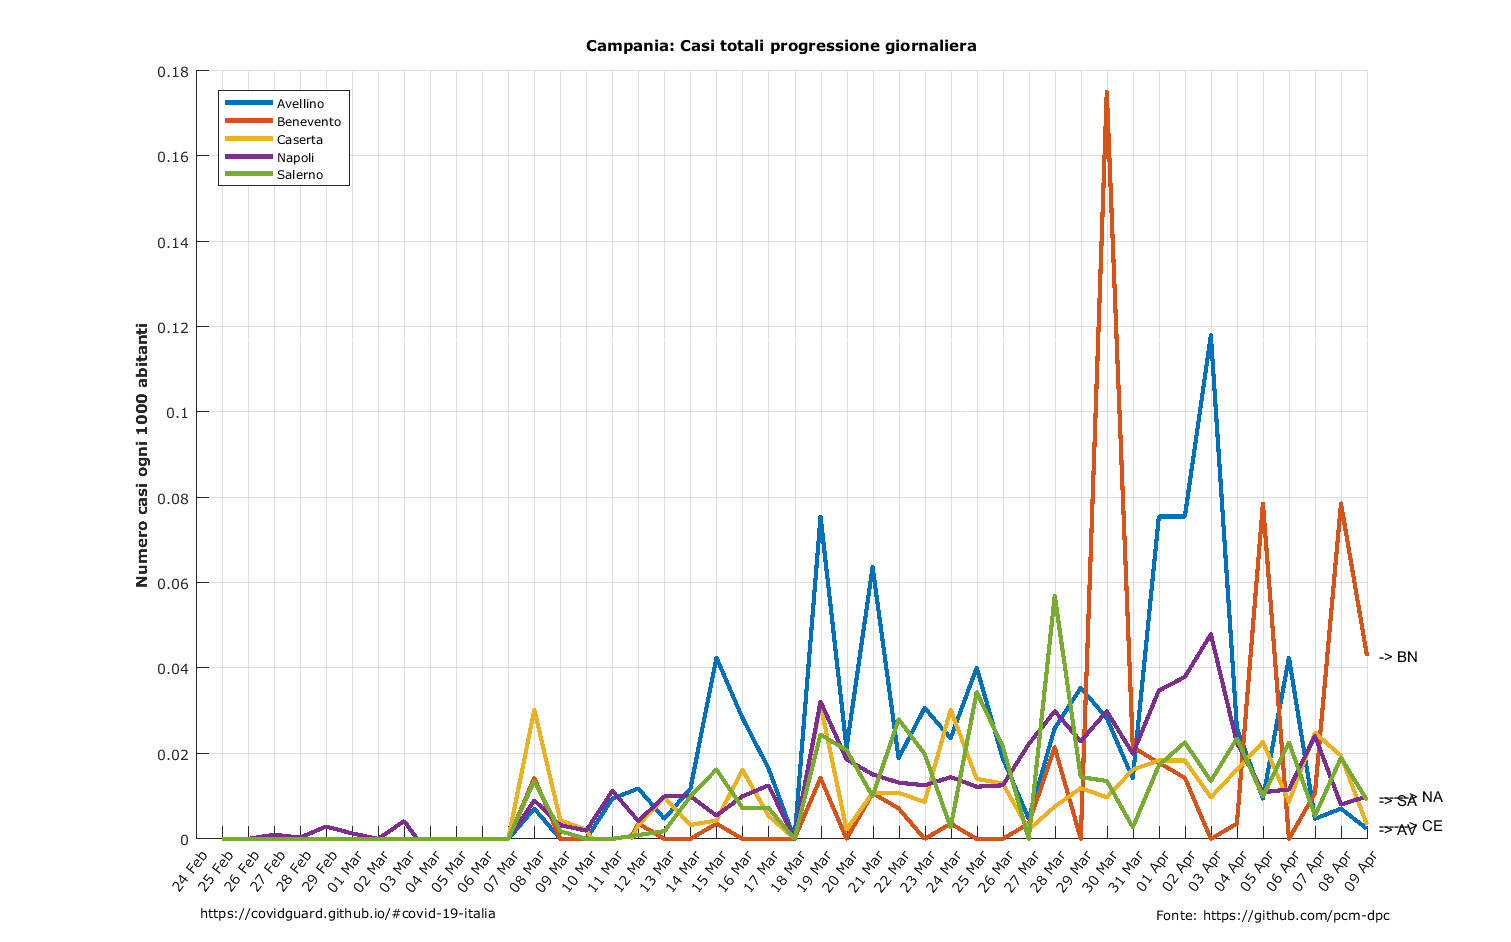 Campania: Casi totali progressione giornaliera
Numero casi ogni 1000 abitanti
0.18
0.16
0.14
0.12
0.1
0.08
0.06
0.04
0.02
0
Avellino
Benevento
Caserta
Napoli
Salerno
-> BN
-> NA
-> SA
-> CE
-> AV
24 Feb
25 Feb
26 Feb
27 Feb
28 Feb
29 Feb
01 Mar
02 Mar
03 Mar
04 Mar
05 Mar
06 Mar
07 Mar
08 Mar
09 Mar
10 Mar
11 Mar
12 Mar
13 Mar
14 Mar
15 Mar
16 Mar
17 Mar
18 Mar
19 Mar
20 Mar
21 Mar
22 Mar
23 Mar
24 Mar
25 Mar
26 Mar
27 Mar
28 Mar
29 Mar
30 Mar
31 Mar
01 Apr
02 Apr
03 Apr
04 Apr
05 Apr
06 Apr
07 Apr
08 Apr
09 Apr
https://covidguard.github.io/#covid-19-italia
Fonte: https://github.com/pcm-dpc